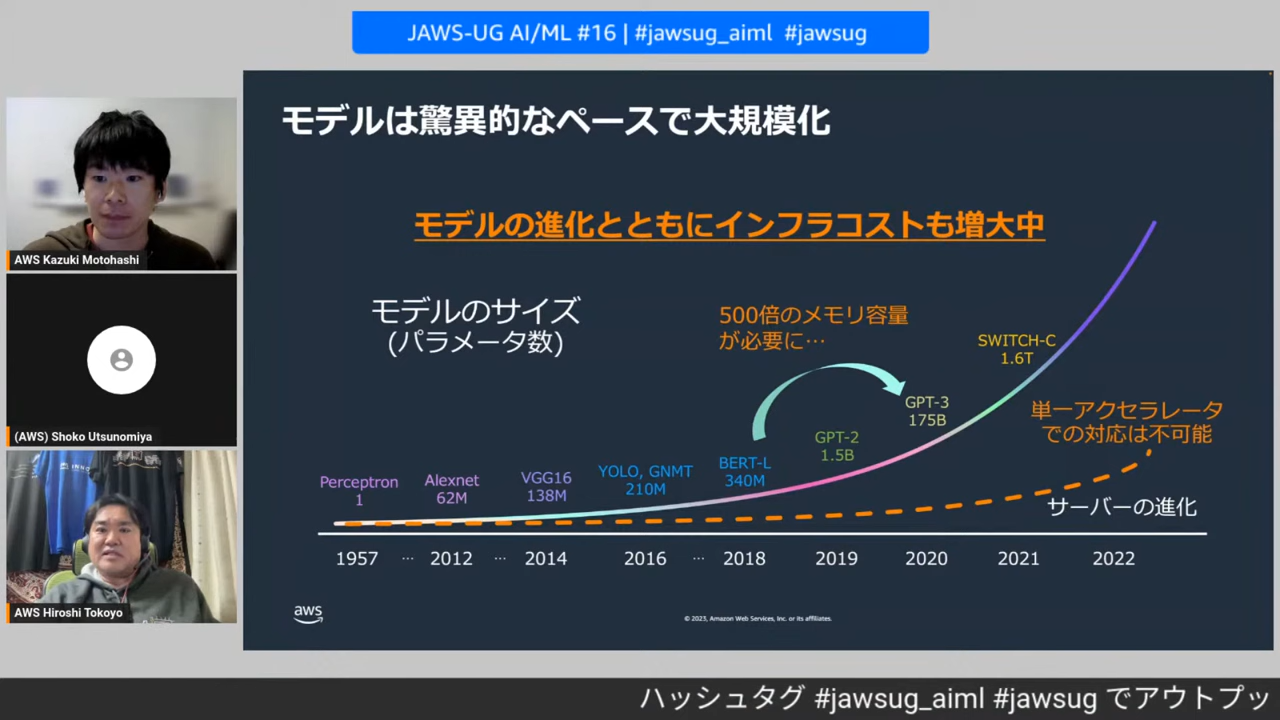 JAWS-UG AI/ML #16 | #jawsug_aiml #jawsug
AWS Kazuki Motohashi
(AWS) Shoko Utsunomiya
AWS Hiroshi Tokoyo
モデルは驚異的なペースで大規模化
モデルの進化とともにインフラコストも増大中
モデルのサイズ
(パラメータ数)
500倍のメモリ容量
が必要に…
SWITCH-C
1.6T
GPT-3
175B
単一アクセラレータ
での対応は不可能
GPT-2
1.5B
BERT-L
340M
YOLO, GNMT
210M
VGG16
138M
Alexnet
62M
Perceptron
1
サーバーの進化
1957 … 2012 … 2014 2016 … 2018 2019 2020 2021 2022
aws
© 2023, Amazon Web Services, Inc. or its affiliates.
ハッシュタグ #jawsug_aiml #jawsug でアウトプッ